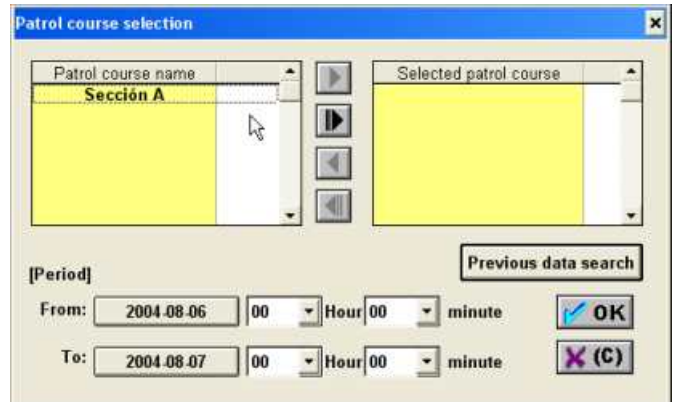 Patrol course selection
Patrol course name
Selected patrol course
Sección A
Previous data search
[Period]
From: 2004-08-06 00 Hour 00 minute
OK
To: 2004-08-07 00 Hour 00 minute
(C)